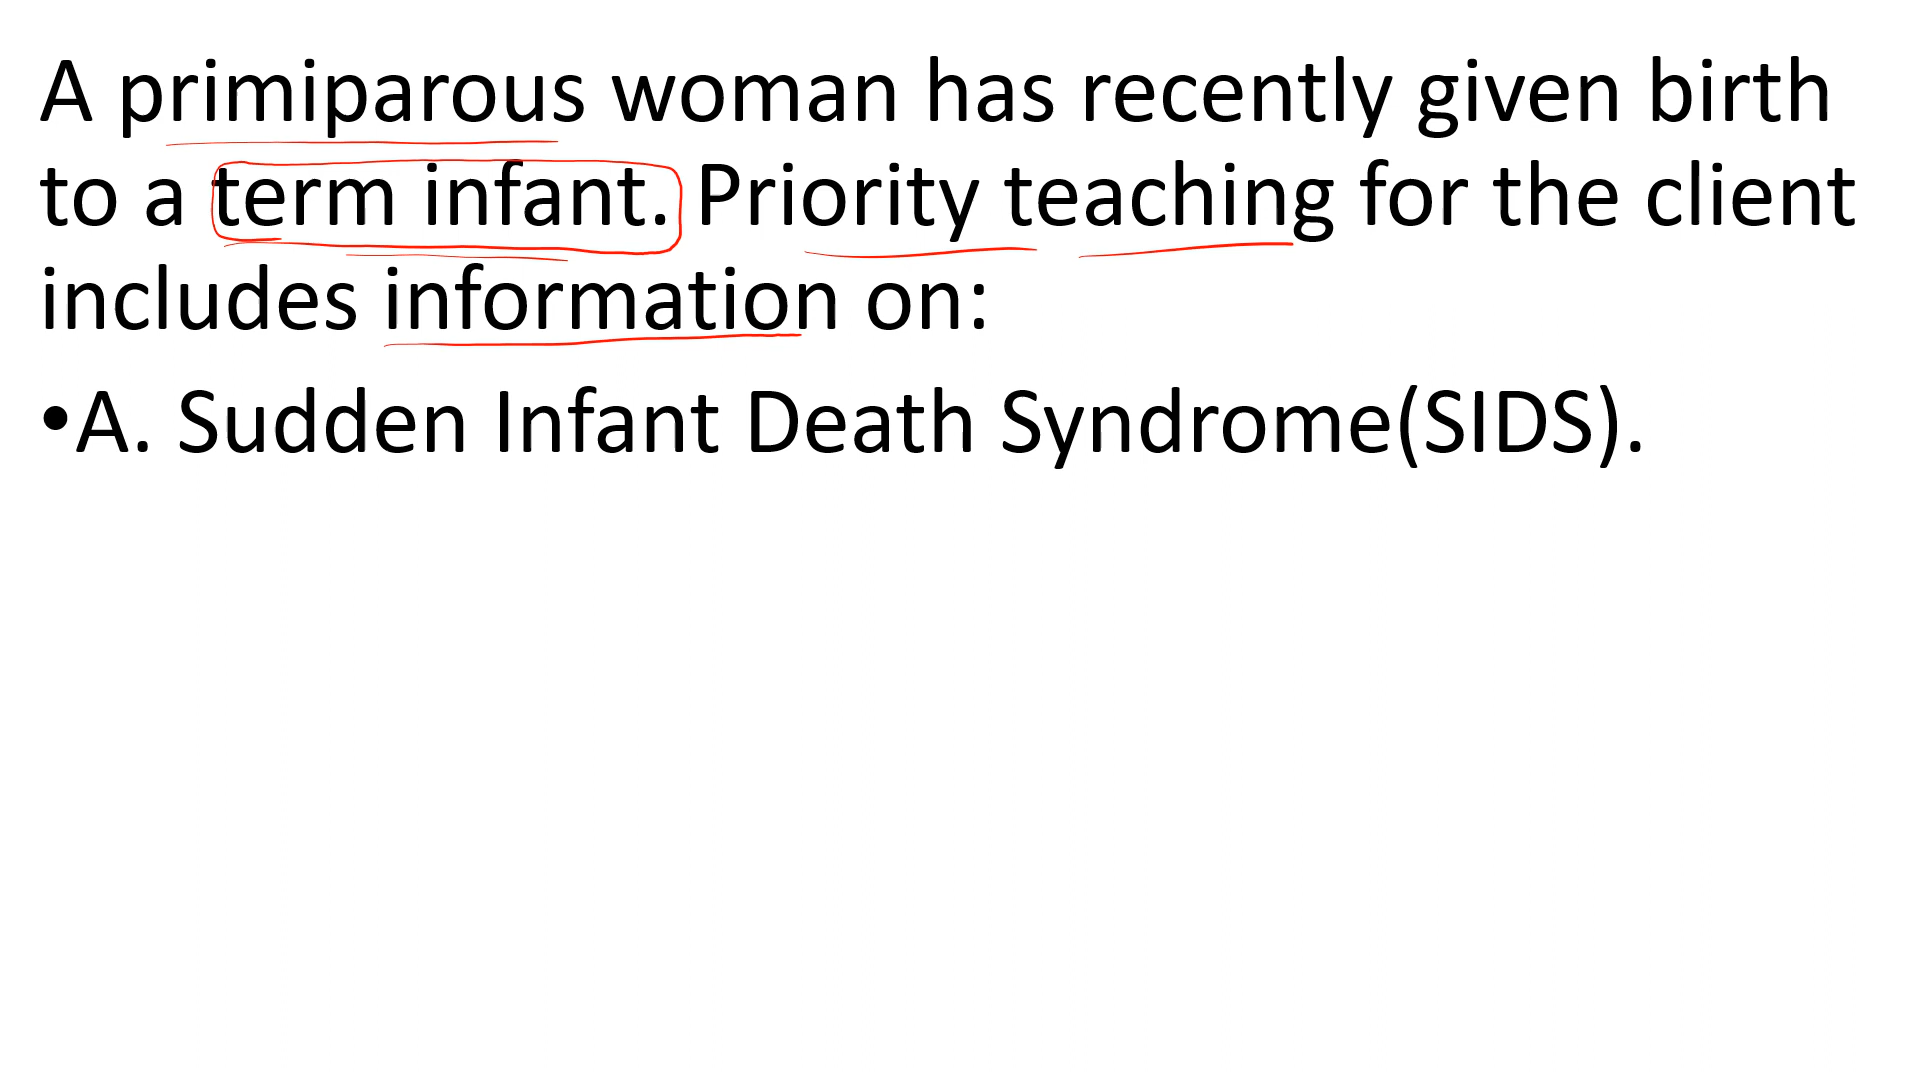 A primiparous woman has recently given birth
to a term infant. Priority teaching for the client
includes information on:
•A. Sudden Infant Death Syndrome(SIDS).